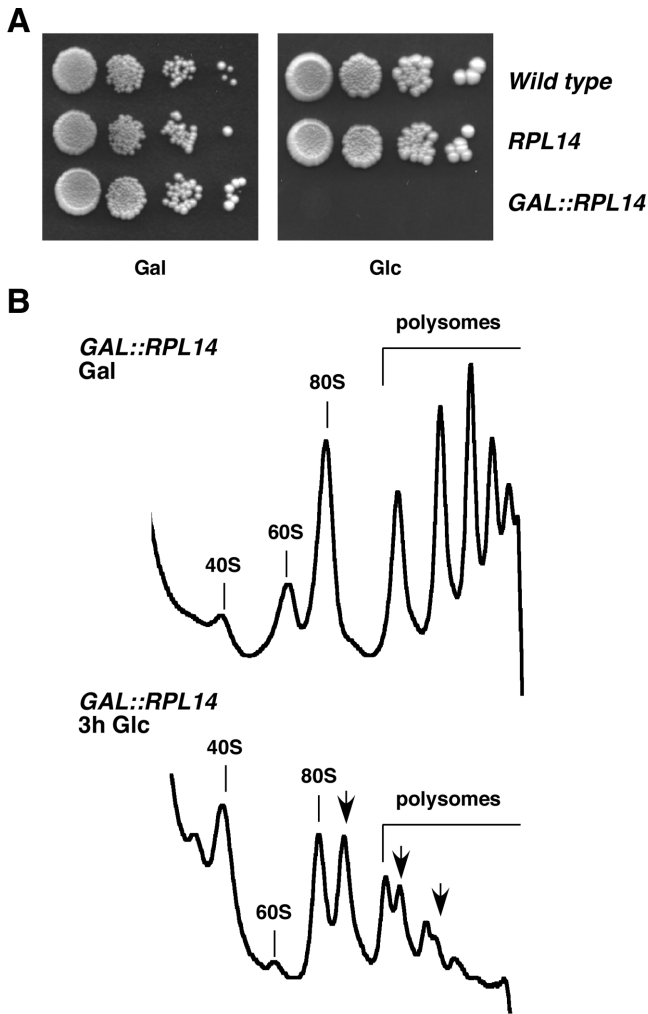 A
Wild type
RPL14
GAL::RPL14
Gal
Glc
B
GAL::RPL14
Gal
polysomes
80S
60S
40S
GAL::RPL14
3h Glc
40S
80S
polysomes
60S